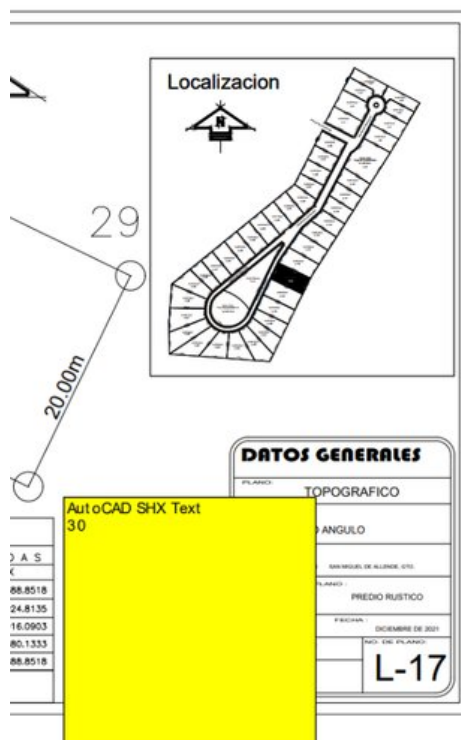 Localizacion
N
29
20.00m
DATOS GENERALES
PLANO:
TOPOGRAFICO
AutoCAD SHX Text
30
O ANGULO
SAN MIGUEL DE ALLENDE, GTO.
LANO :
PREDIO RUSTICO
FECHA :
DICIEMBRE DE 2021
NO. DE PLANO:
L-17
D A S
X
88.8518
24.8135
16.0903
80.1333
88.8518